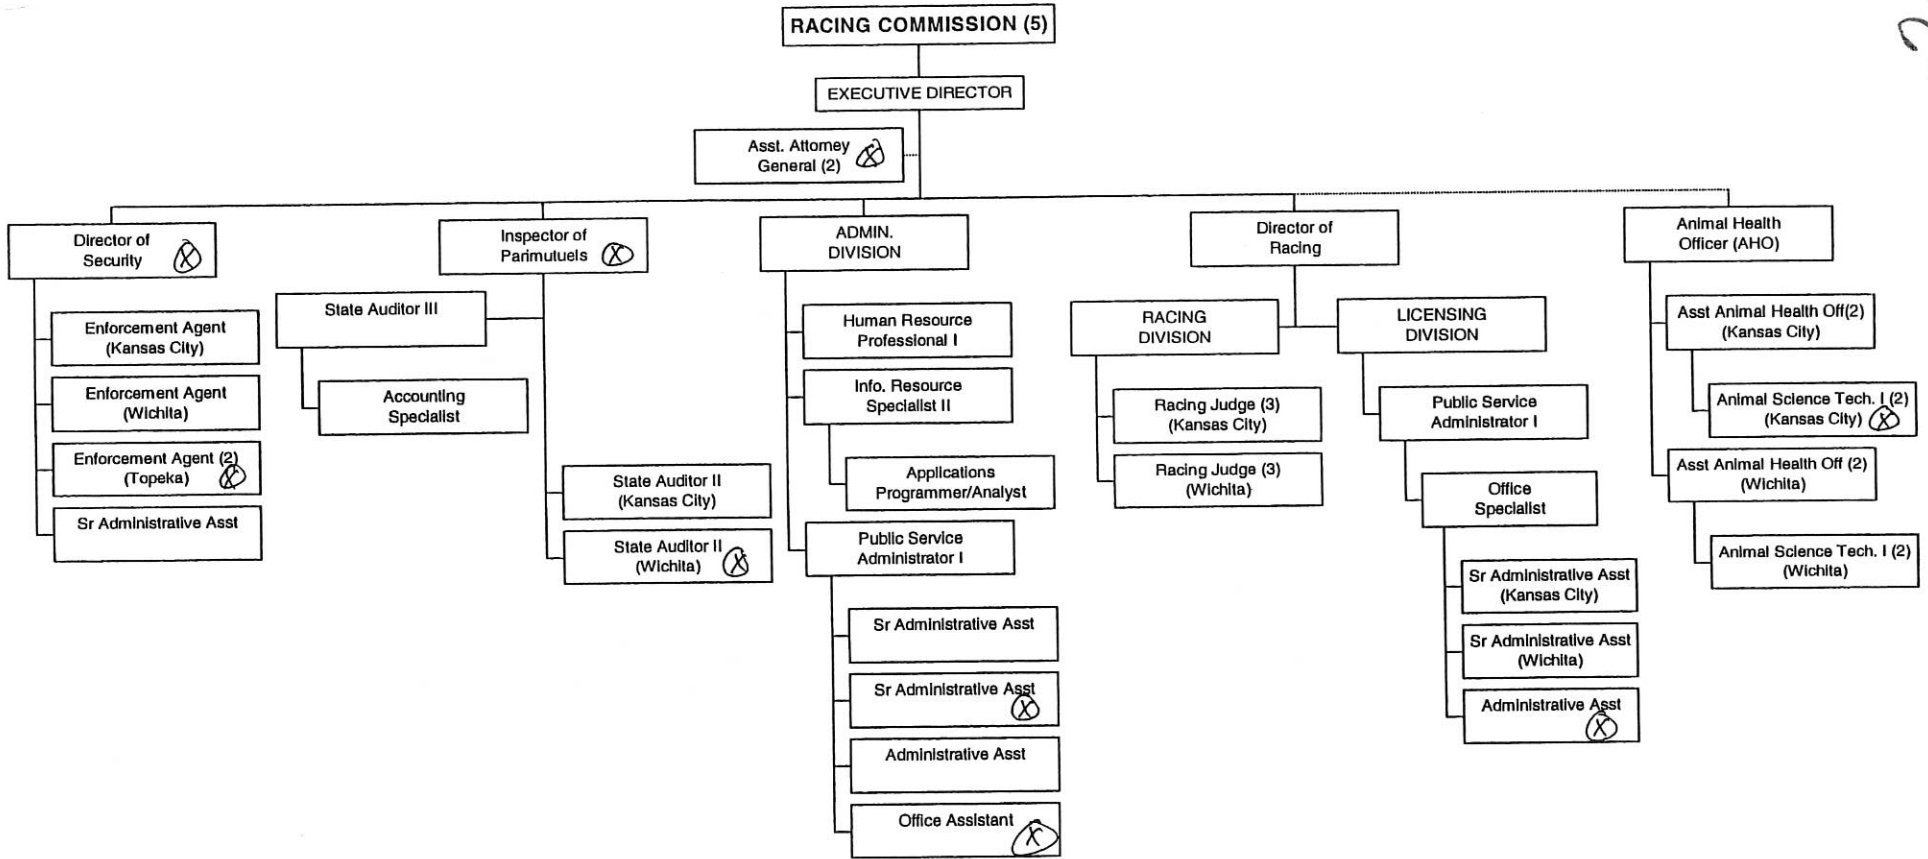 RACING COMMISSION (5)
EXECUTIVE DIRECTOR
Asst. Attorney
General (2) X
Director of
Security X
Enforcement Agent
(Kansas City)
Enforcement Agent
(Wichita)
Enforcement Agent (2)
(Topeka) X
Sr Administrative Asst
Inspector of
Parimutuels X
State Auditor III
Accounting
Specialist
State Auditor II
(Kansas City)
State Auditor II
(Wichita) X
ADMIN.
DIVISION
Human Resource
Professional I
Info. Resource
Specialist II
Applications
Programmer/Analyst
Public Service
Administrator I
Sr Administrative Asst
Sr Administrative Asst
X
Administrative Asst
Office Assistant X
Director of
Racing
RACING
DIVISION
Racing Judge (3)
(Kansas City)
Racing Judge (3)
(Wichita)
LICENSING
DIVISION
Public Service
Administrator I
Office
Specialist
Sr Administrative Asst
(Kansas City)
Sr Administrative Asst
(Wichita)
Administrative Asst
X
Animal Health
Officer (AHO)
Asst Animal Health Off(2)
(Kansas City)
Animal Science Tech. I (2)
(Kansas City) X
Asst Animal Health Off (2)
(Wichita)
Animal Science Tech. I (2)
(Wichita)